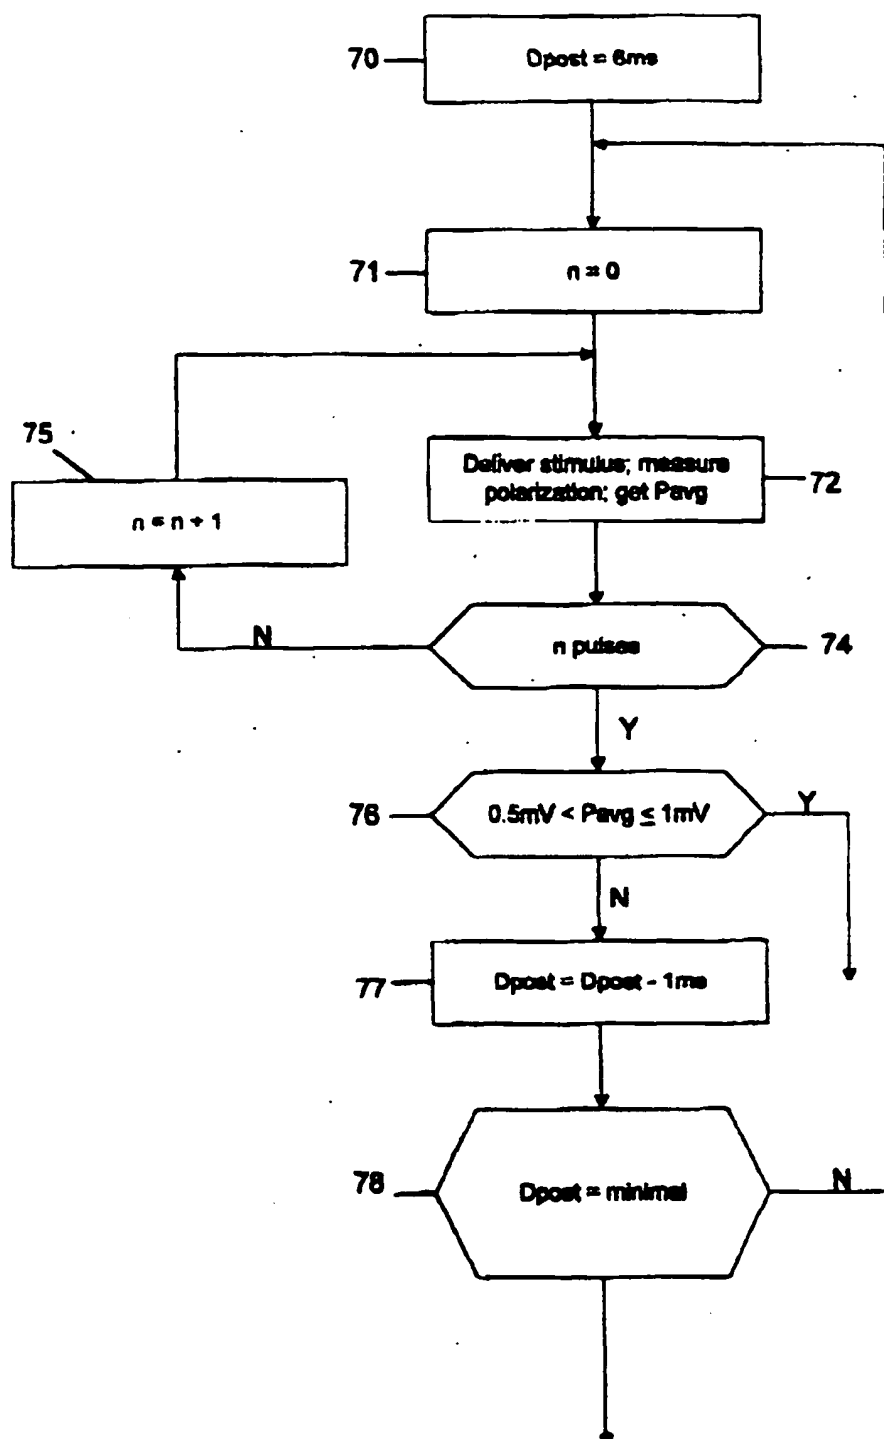 70
Dpost = 6ms
71
n = 0
75
n = n + 1
Deliver stimulus; measure
polarization; get Pavg
72
N
n pulses
74
Y
76
0.5mV < Pavg ≤ 1mV
Y
N
77
Dpost = Dpost - 1ms
78
Dpost = minimal
N